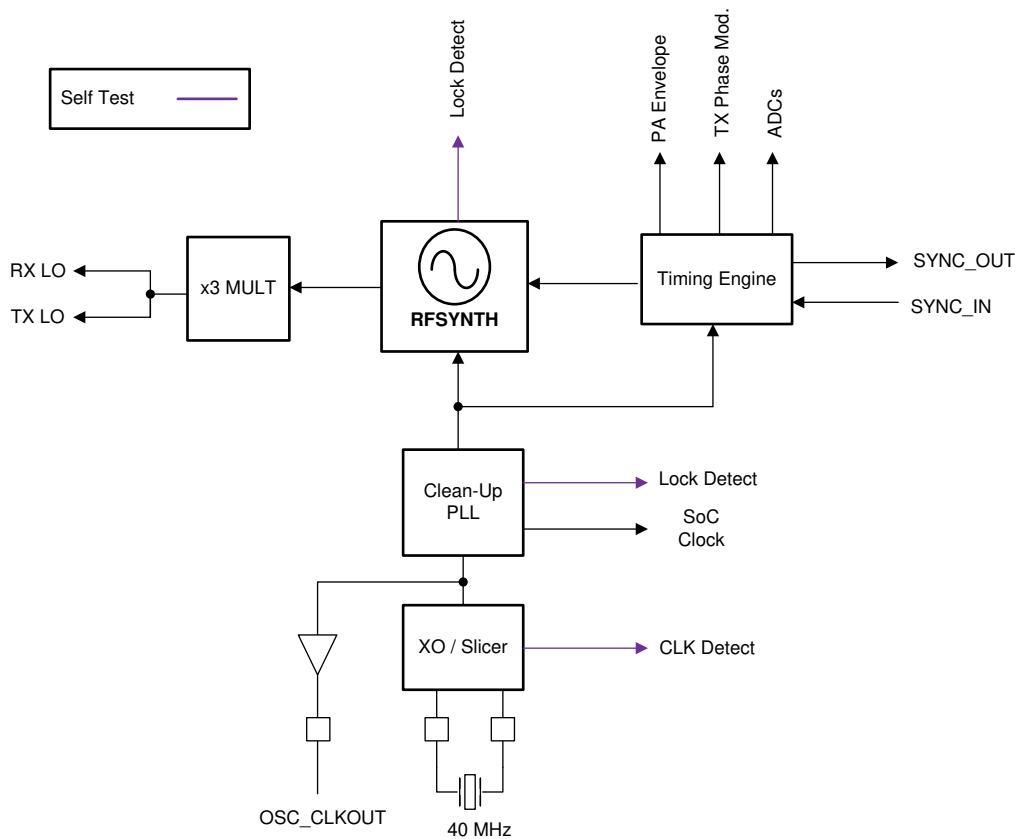 Lock Detect
PA Envelope
TX Phase Mod.
ADCs
Self Test
RX LO
TX LO
x3 MULT
RFSYNTH
Timing Engine
SYNC_OUT
SYNC_IN
Clean-Up
PLL
Lock Detect
SoC
Clock
XO / Slicer
CLK Detect
OSC_CLKOUT
40 MHz